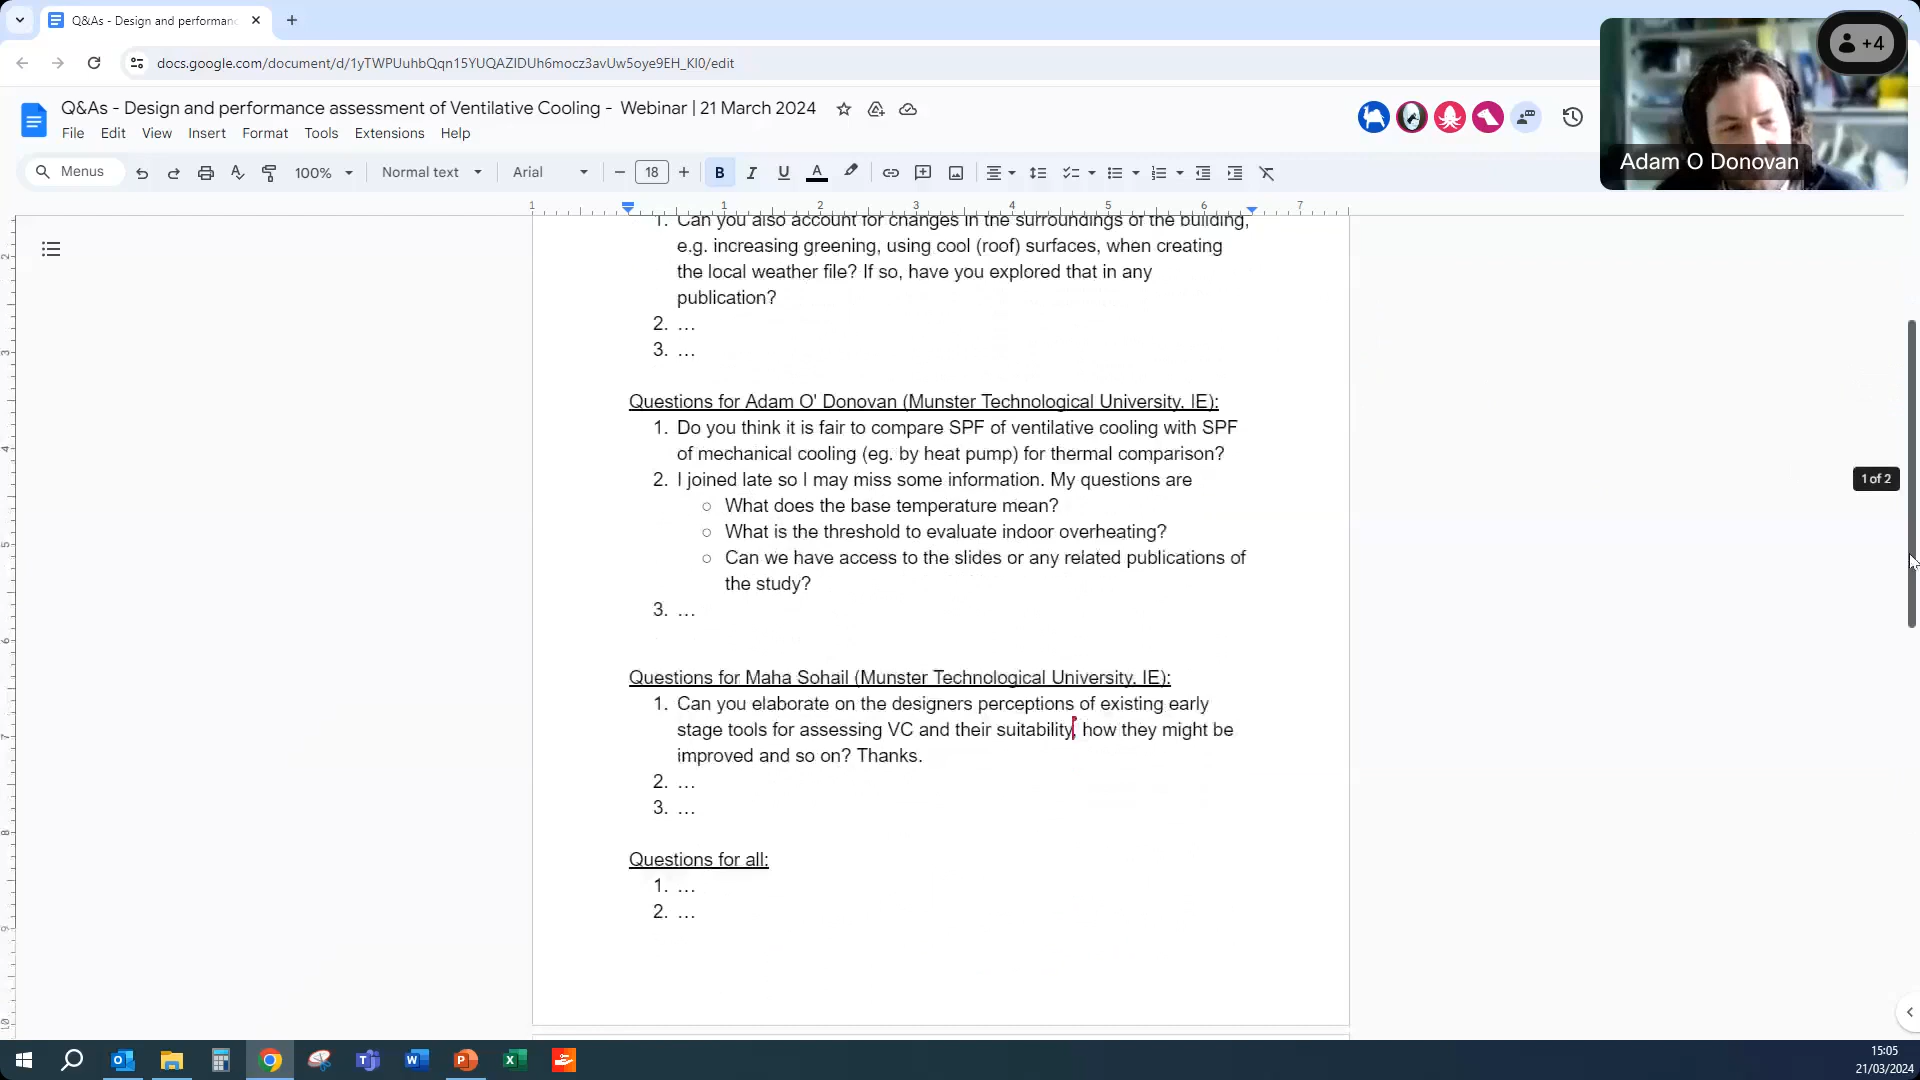 Q&As - Design and performan
docs.google.com/document/d/1yTWPUuhbQqn15YUQAZIDUh6mocz3avUw5oye9EH_KI0/edit
+4
Q&As - Design and performance assessment of Ventilative Cooling - Webinar | 21 March 2024
File Edit View Insert Format Tools Extensions Help
Adam O Donovan
Menus 100% Normal text Arial 18 B I U A
1 1 2 3 4 5 6 7
1. Can you also account for changes in the surroundings of the building,
e.g. increasing greening, using cool (roof) surfaces, when creating
the local weather file? If so, have you explored that in any
publication?
2. …
3. …
Questions for Adam O' Donovan (Munster Technological University, IE):
1. Do you think it is fair to compare SPF of ventilative cooling with SPF
of mechanical cooling (eg. by heat pump) for thermal comparison?
2. I joined late so I may miss some information. My questions are
1 of 2
○ What does the base temperature mean?
○ What is the threshold to evaluate indoor overheating?
○ Can we have access to the slides or any related publications of
the study?
3. …
Questions for Maha Sohail (Munster Technological University, IE):
1. Can you elaborate on the designers perceptions of existing early
stage tools for assessing VC and their suitability, how they might be
improved and so on? Thanks.
2. …
3. …
Questions for all:
1. …
2. …
15:05
21/03/2024